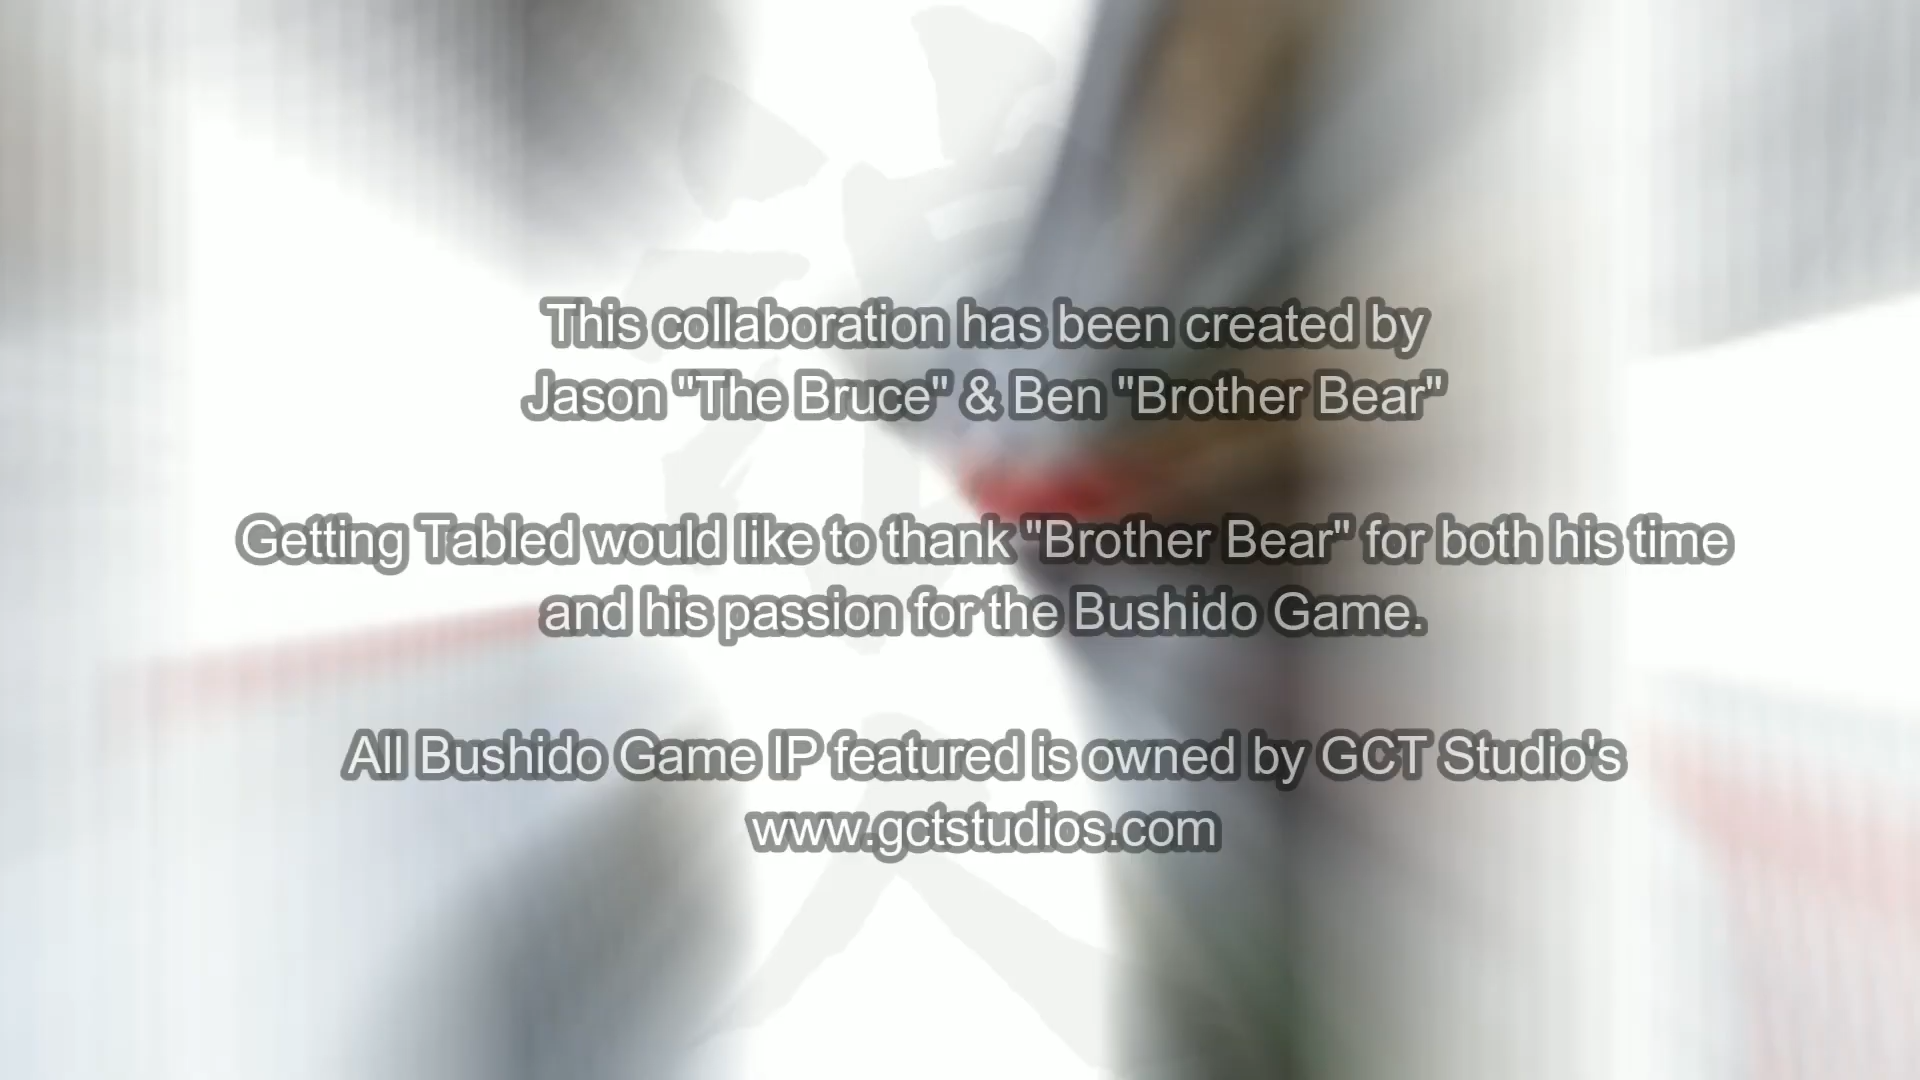 This collaboration has been created by
Jason "The Bruce" & Ben "Brother Bear"
Getting Tabled would like to thank "Brother Bear" for both his time
and his passion for the Bushido Game.
All Bushido Game IP featured is owned by GCT Studio's
www.gctstudios.com